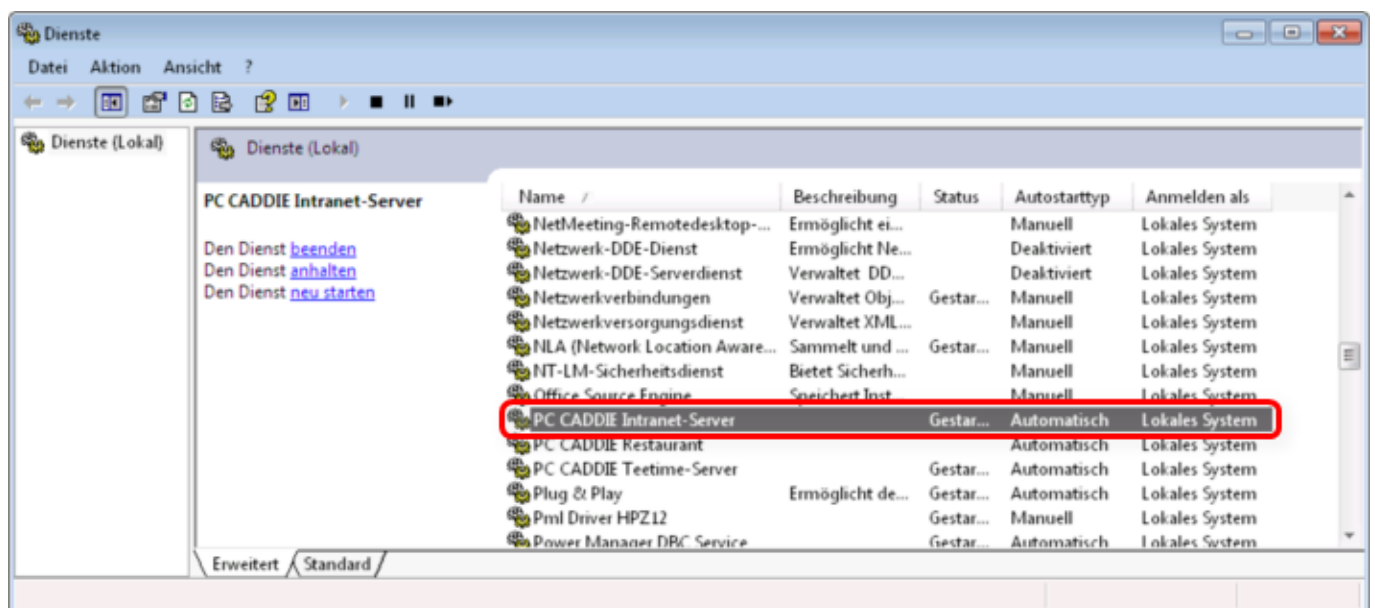 Dienste
Datei Aktion Ansicht ?
Dienste (Lokal)
Dienste (Lokal)
PC CADDIE Intranet-Server
Den Dienst beenden
Den Dienst anhalten
Den Dienst neu starten
Name Beschreibung Status Autostarttyp Anmelden als
NetMeeting-Remotedesktop-... Ermöglicht ei... Manuell Lokales System
Netzwerk-DDE-Dienst Ermöglicht Ne... Deaktiviert Lokales System
Netzwerk-DDE-Serverdienst Verwaltet DD... Deaktiviert Lokales System
Netzwerkverbindungen Verwaltet Obj... Gestar... Manuell Lokales System
Netzwerkversorgungsdienst Verwaltet XML... Manuell Lokales System
NLA (Network Location Aware... Sammelt und ... Gestar... Manuell Lokales System
NT-LM-Sicherheitsdienst Bietet Sicherh... Manuell Lokales System
Office Source Engine Speichert Inst... Manuell Lokales System
PC CADDIE Intranet-Server Gestar... Automatisch Lokales System
PC CADDIE Restaurant Automatisch Lokales System
PC CADDIE Teetime-Server Gestar... Automatisch Lokales System
Plug & Play Ermöglicht de... Gestar... Automatisch Lokales System
Pml Driver HPZ12 Gestar... Manuell Lokales System
Power Manager DBC Service Gestar... Automatisch Lokales System
Erweitert Standard